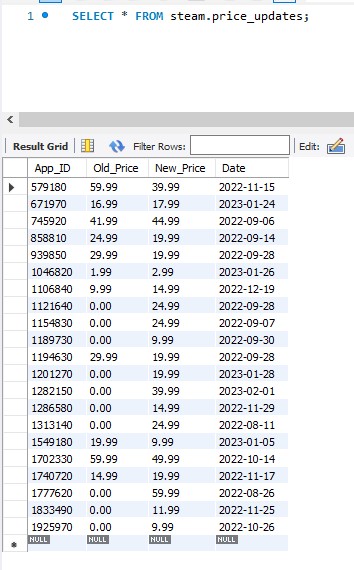 1 SELECT * FROM steam.price_updates;
Result Grid Filter Rows: Edit:
App_ID Old_Price New_Price Date
579180 59.99 39.99 2022-11-15
671970 16.99 17.99 2023-01-24
745920 41.99 44.99 2022-09-06
858810 24.99 19.99 2022-09-14
939850 29.99 19.99 2022-09-28
1046820 1.99 2.99 2023-01-26
1106840 9.99 14.99 2022-12-19
1121640 0.00 24.99 2022-09-28
1154830 0.00 24.99 2022-09-07
1189730 0.00 9.99 2022-09-30
1194630 29.99 19.99 2022-09-28
1201270 0.00 19.99 2023-01-28
1282150 0.00 39.99 2023-02-01
1286580 0.00 14.99 2022-11-29
1313140 0.00 24.99 2022-08-11
1549180 19.99 9.99 2023-01-05
1702330 59.99 49.99 2022-10-14
1740720 14.99 19.99 2022-11-17
1777620 0.00 59.99 2022-08-26
1833490 0.00 11.99 2022-11-25
1925970 0.00 9.99 2022-10-26
NULL NULL NULL NULL